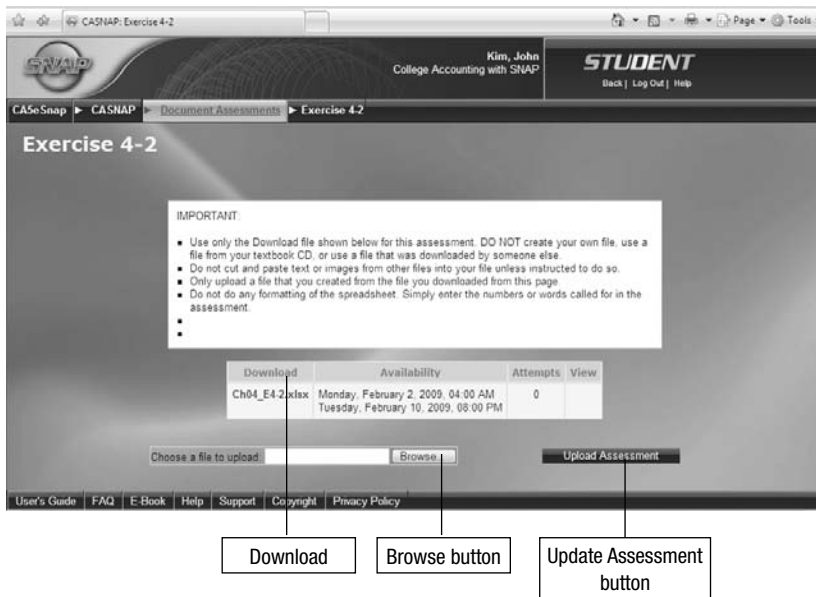 CASNAP: Exercise 4-2
Page
Tools
SNAP
Kim, John
College Accounting with SNAP
STUDENT
Back | Log Out | Help
CA5eSnap ► CASNAP ► Document Assessments ► Exercise 4-2
Exercise 4-2
IMPORTANT:
▪ Use only the Download file shown below for this assessment. DO NOT create your own file, use a
file from your textbook CD, or use a file that was downloaded by someone else.
▪ Do not cut and paste text or images from other files into your file unless instructed to do so.
▪ Only upload a file that you created from the file you downloaded from this page
▪ Do not do any formatting of the spreadsheet. Simply enter the numbers or words called for in the
assessment.
Download Availability Attempts View
Ch04_E4-2.xlsx Monday, February 2, 2009, 04:00 AM 0
Tuesday, February 10, 2009, 08:00 PM
Choose a file to upload: Browse... Upload Assessment
User's Guide | FAQ | E-Book | Help | Support | Copyright | Privacy Policy
Download
Browse button
Update Assessment
button